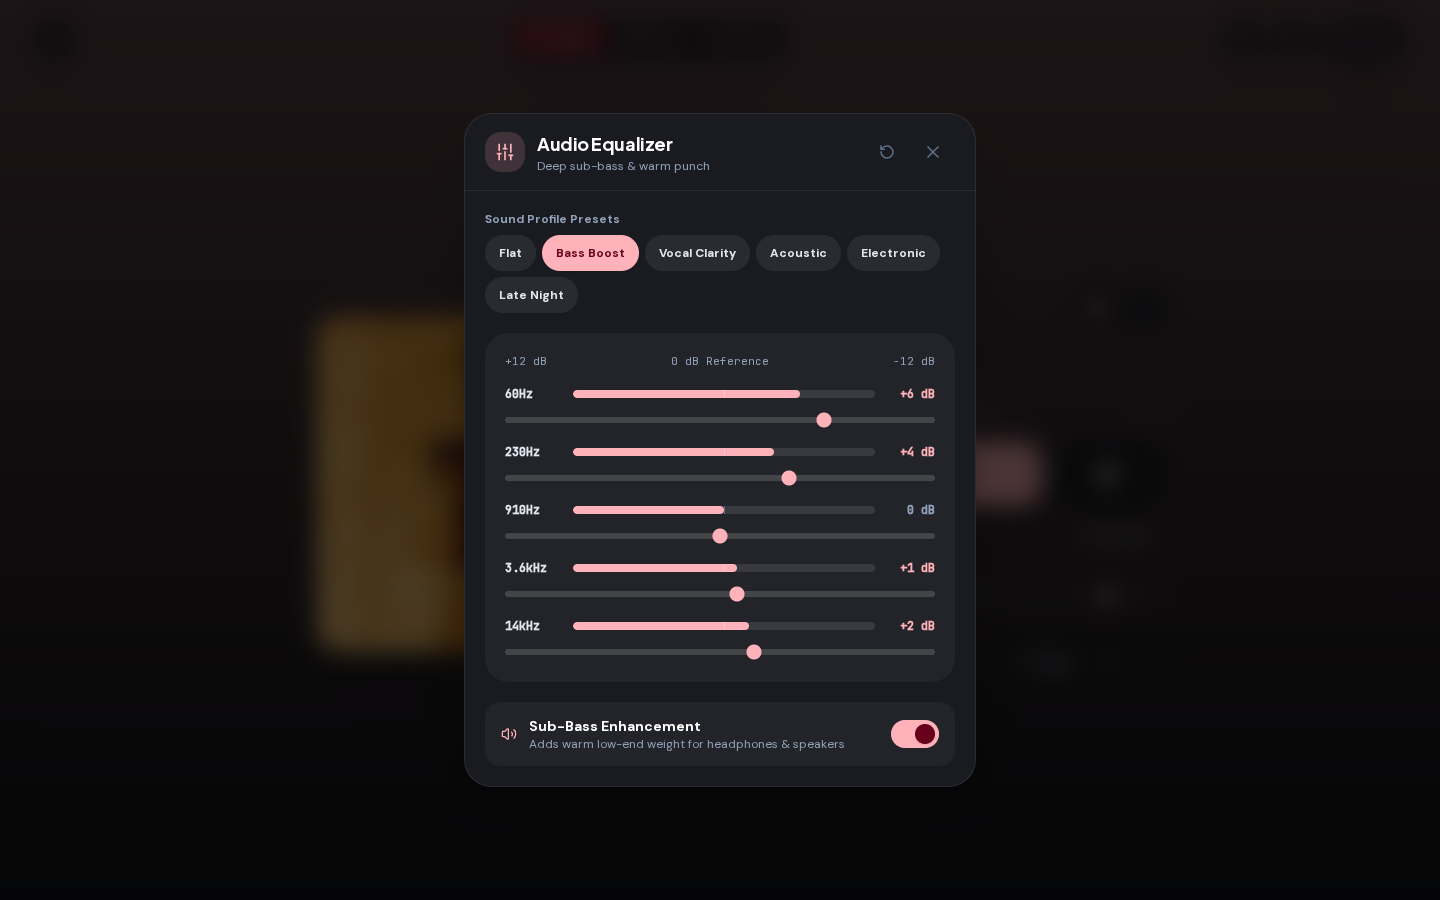 Audio Equalizer
Deep sub-bass & warm punch
Sound Profile Presets
Flat
Bass Boost
Vocal Clarity
Acoustic
Electronic
Late Night
+12 dB
0 dB Reference
-12 dB
60Hz
+6 dB
230Hz
+4 dB
910Hz
0 dB
3.6kHz
+1 dB
14kHz
+2 dB
Sub-Bass Enhancement
Adds warm low-end weight for headphones & speakers